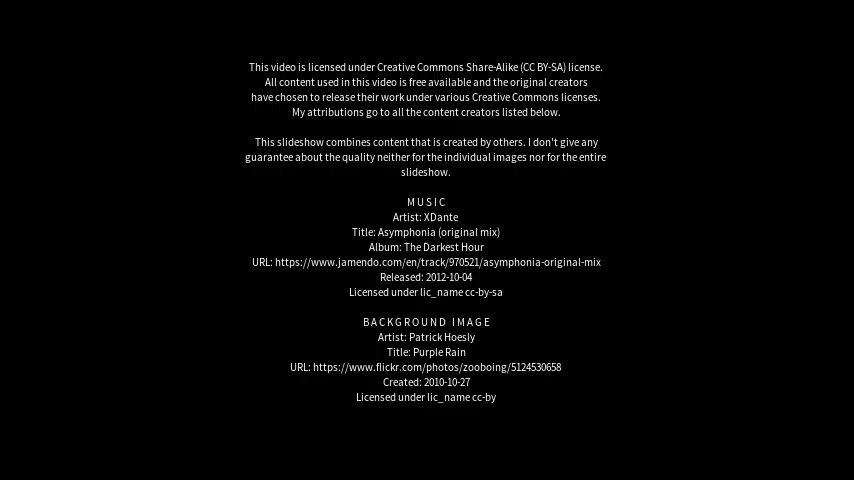 This video is licensed under Creative Commons Share-Alike (CC BY-SA) license.
All content used in this video is free available and the original creators
have chosen to release their work under various Creative Commons licenses.
My attributions go to all the content creators listed below.
This slideshow combines content that is created by others. I don't give any
guarantee about the quality neither for the individual images nor for the entire
slideshow.
MUSIC
Artist: XDante
Title: Asymphonia (original mix)
Album: The Darkest Hour
URL: https://www.jamendo.com/en/track/970521/asymphonia-original-mix
Released: 2012-10-04
Licensed under lic_name cc-by-sa
BACKGROUND IMAGE
Artist: Patrick Hoesly
Title: Purple Rain
URL: https://www.flickr.com/photos/zooboing/5124530658
Created: 2010-10-27
Licensed under lic_name cc-by